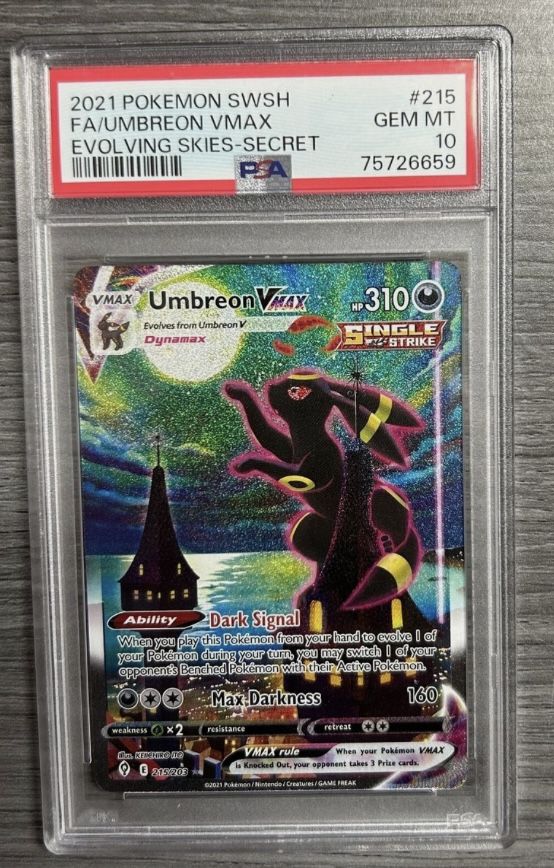 2021 POKEMON SWSH #215
FA/UMBREON VMAX GEM MT
EVOLVING SKIES-SECRET 10
PSA 75726659
VMAX Umbreon VMAX HP 310
Evolves from Umbreon V
Dynamax
SINGLE STRIKE
Ability Dark Signal
When you play this Pokémon from your hand to evolve 1 of
your Pokémon during your turn, you may switch 1 of your
opponent's Benched Pokémon with their Active Pokémon.
Max Darkness 160
weakness ×2 resistance retreat
VMAX rule When your Pokémon VMAX
is Knocked Out, your opponent takes 3 Prize cards.
Illus. KEIICHIRO ITO
E 215/203
©2021 Pokémon / Nintendo / Creatures / GAME FREAK